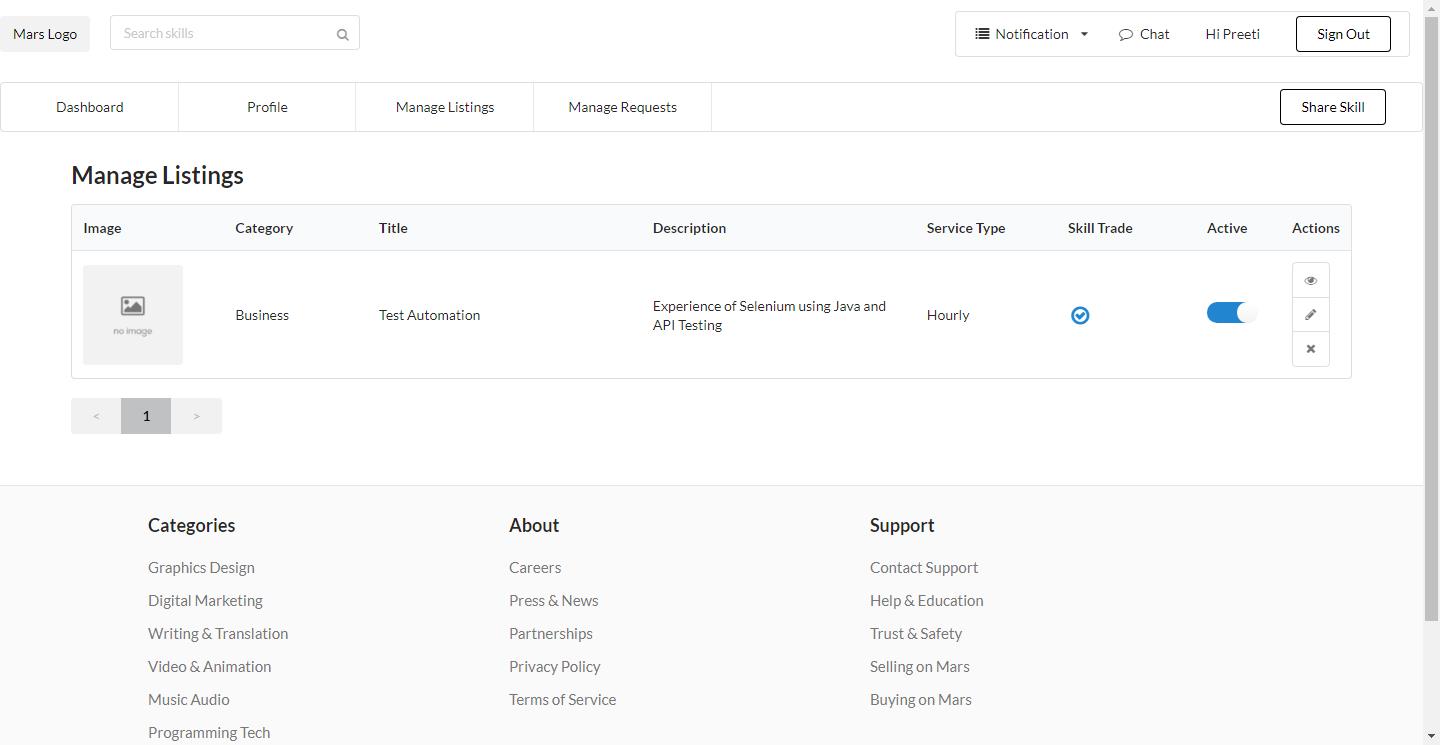 Mars Logo
Search skills
Notification
Chat
Hi Preeti
Sign Out
Dashboard
Profile
Manage Listings
Manage Requests
Share Skill
Manage Listings
Image
Category
Title
Description
Service Type
Skill Trade
Active
Actions
no image
Business
Test Automation
Experience of Selenium using Java and
API Testing
Hourly
<
1
>
Categories
Graphics Design
Digital Marketing
Writing & Translation
Video & Animation
Music Audio
Programming Tech
About
Careers
Press & News
Partnerships
Privacy Policy
Terms of Service
Support
Contact Support
Help & Education
Trust & Safety
Selling on Mars
Buying on Mars